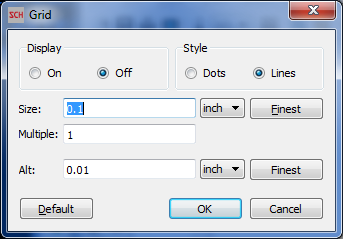 SCH Grid
Display Style
On Off Dots Lines
Size: 0.1 inch Finest
Multiple: 1
Alt: 0.01 inch Finest
Default OK Cancel